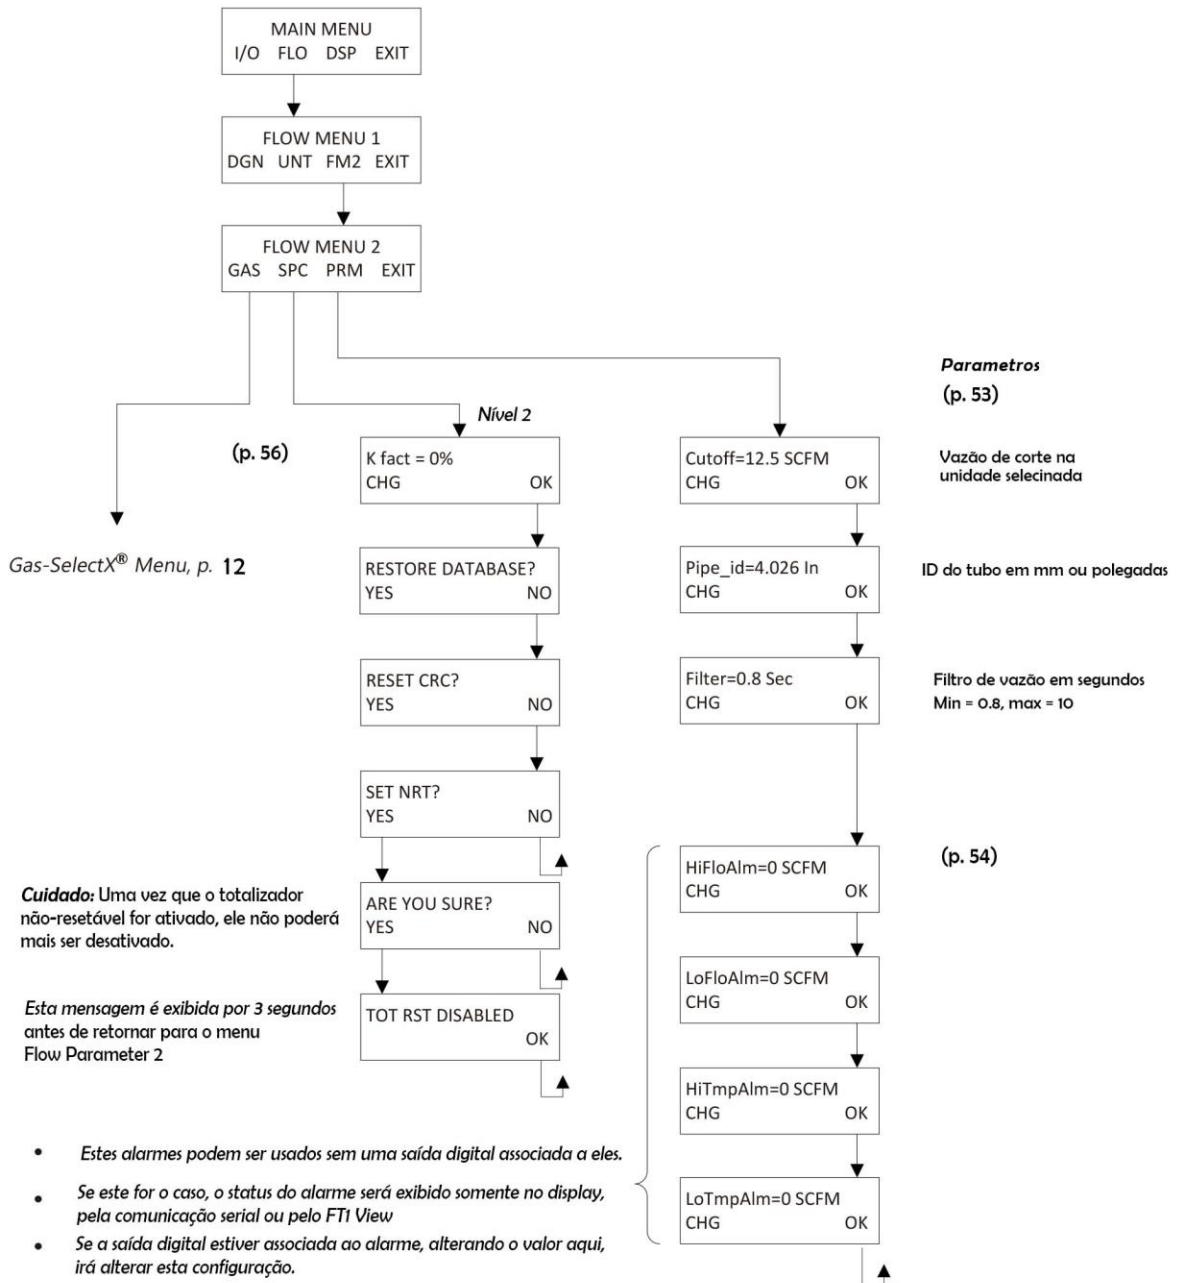 MAIN MENU
I/O FLO DSP EXIT
FLOW MENU 1
DGN UNT FM2 EXIT
FLOW MENU 2
GAS SPC PRM EXIT
Parametros
(p. 53)
Nível 2
(p. 56)
K fact = 0%
CHG OK
Cutoff=12.5 SCFM
CHG OK
Vazão de corte na
unidade selecinada
Gas-SelectX® Menu, p. 12
RESTORE DATABASE?
YES NO
Pipe_id=4.026 In
CHG OK
ID do tubo em mm ou polegadas
RESET CRC?
YES NO
Filter=0.8 Sec
CHG OK
Filtro de vazão em segundos
Min = 0.8, max = 10
SET NRT?
YES NO
HiFloAlm=0 SCFM
CHG OK
(p. 54)
Cuidado: Uma vez que o totalizador
não-resetável for ativado, ele não poderá
mais ser desativado.
ARE YOU SURE?
YES NO
LoFloAlm=0 SCFM
CHG OK
Esta mensagem é exibida por 3 segundos
antes de retornar para o menu
Flow Parameter 2
TOT RST DISABLED
OK
HiTmpAlm=0 SCFM
CHG OK
LoTmpAlm=0 SCFM
CHG OK
• Estes alarmes podem ser usados sem uma saída digital associada a eles.
• Se este for o caso, o status do alarme será exibido somente no display,
pela comunicação serial ou pelo FT1 View
• Se a saída digital estiver associada ao alarme, alterando o valor aqui,
irá alterar esta configuração.